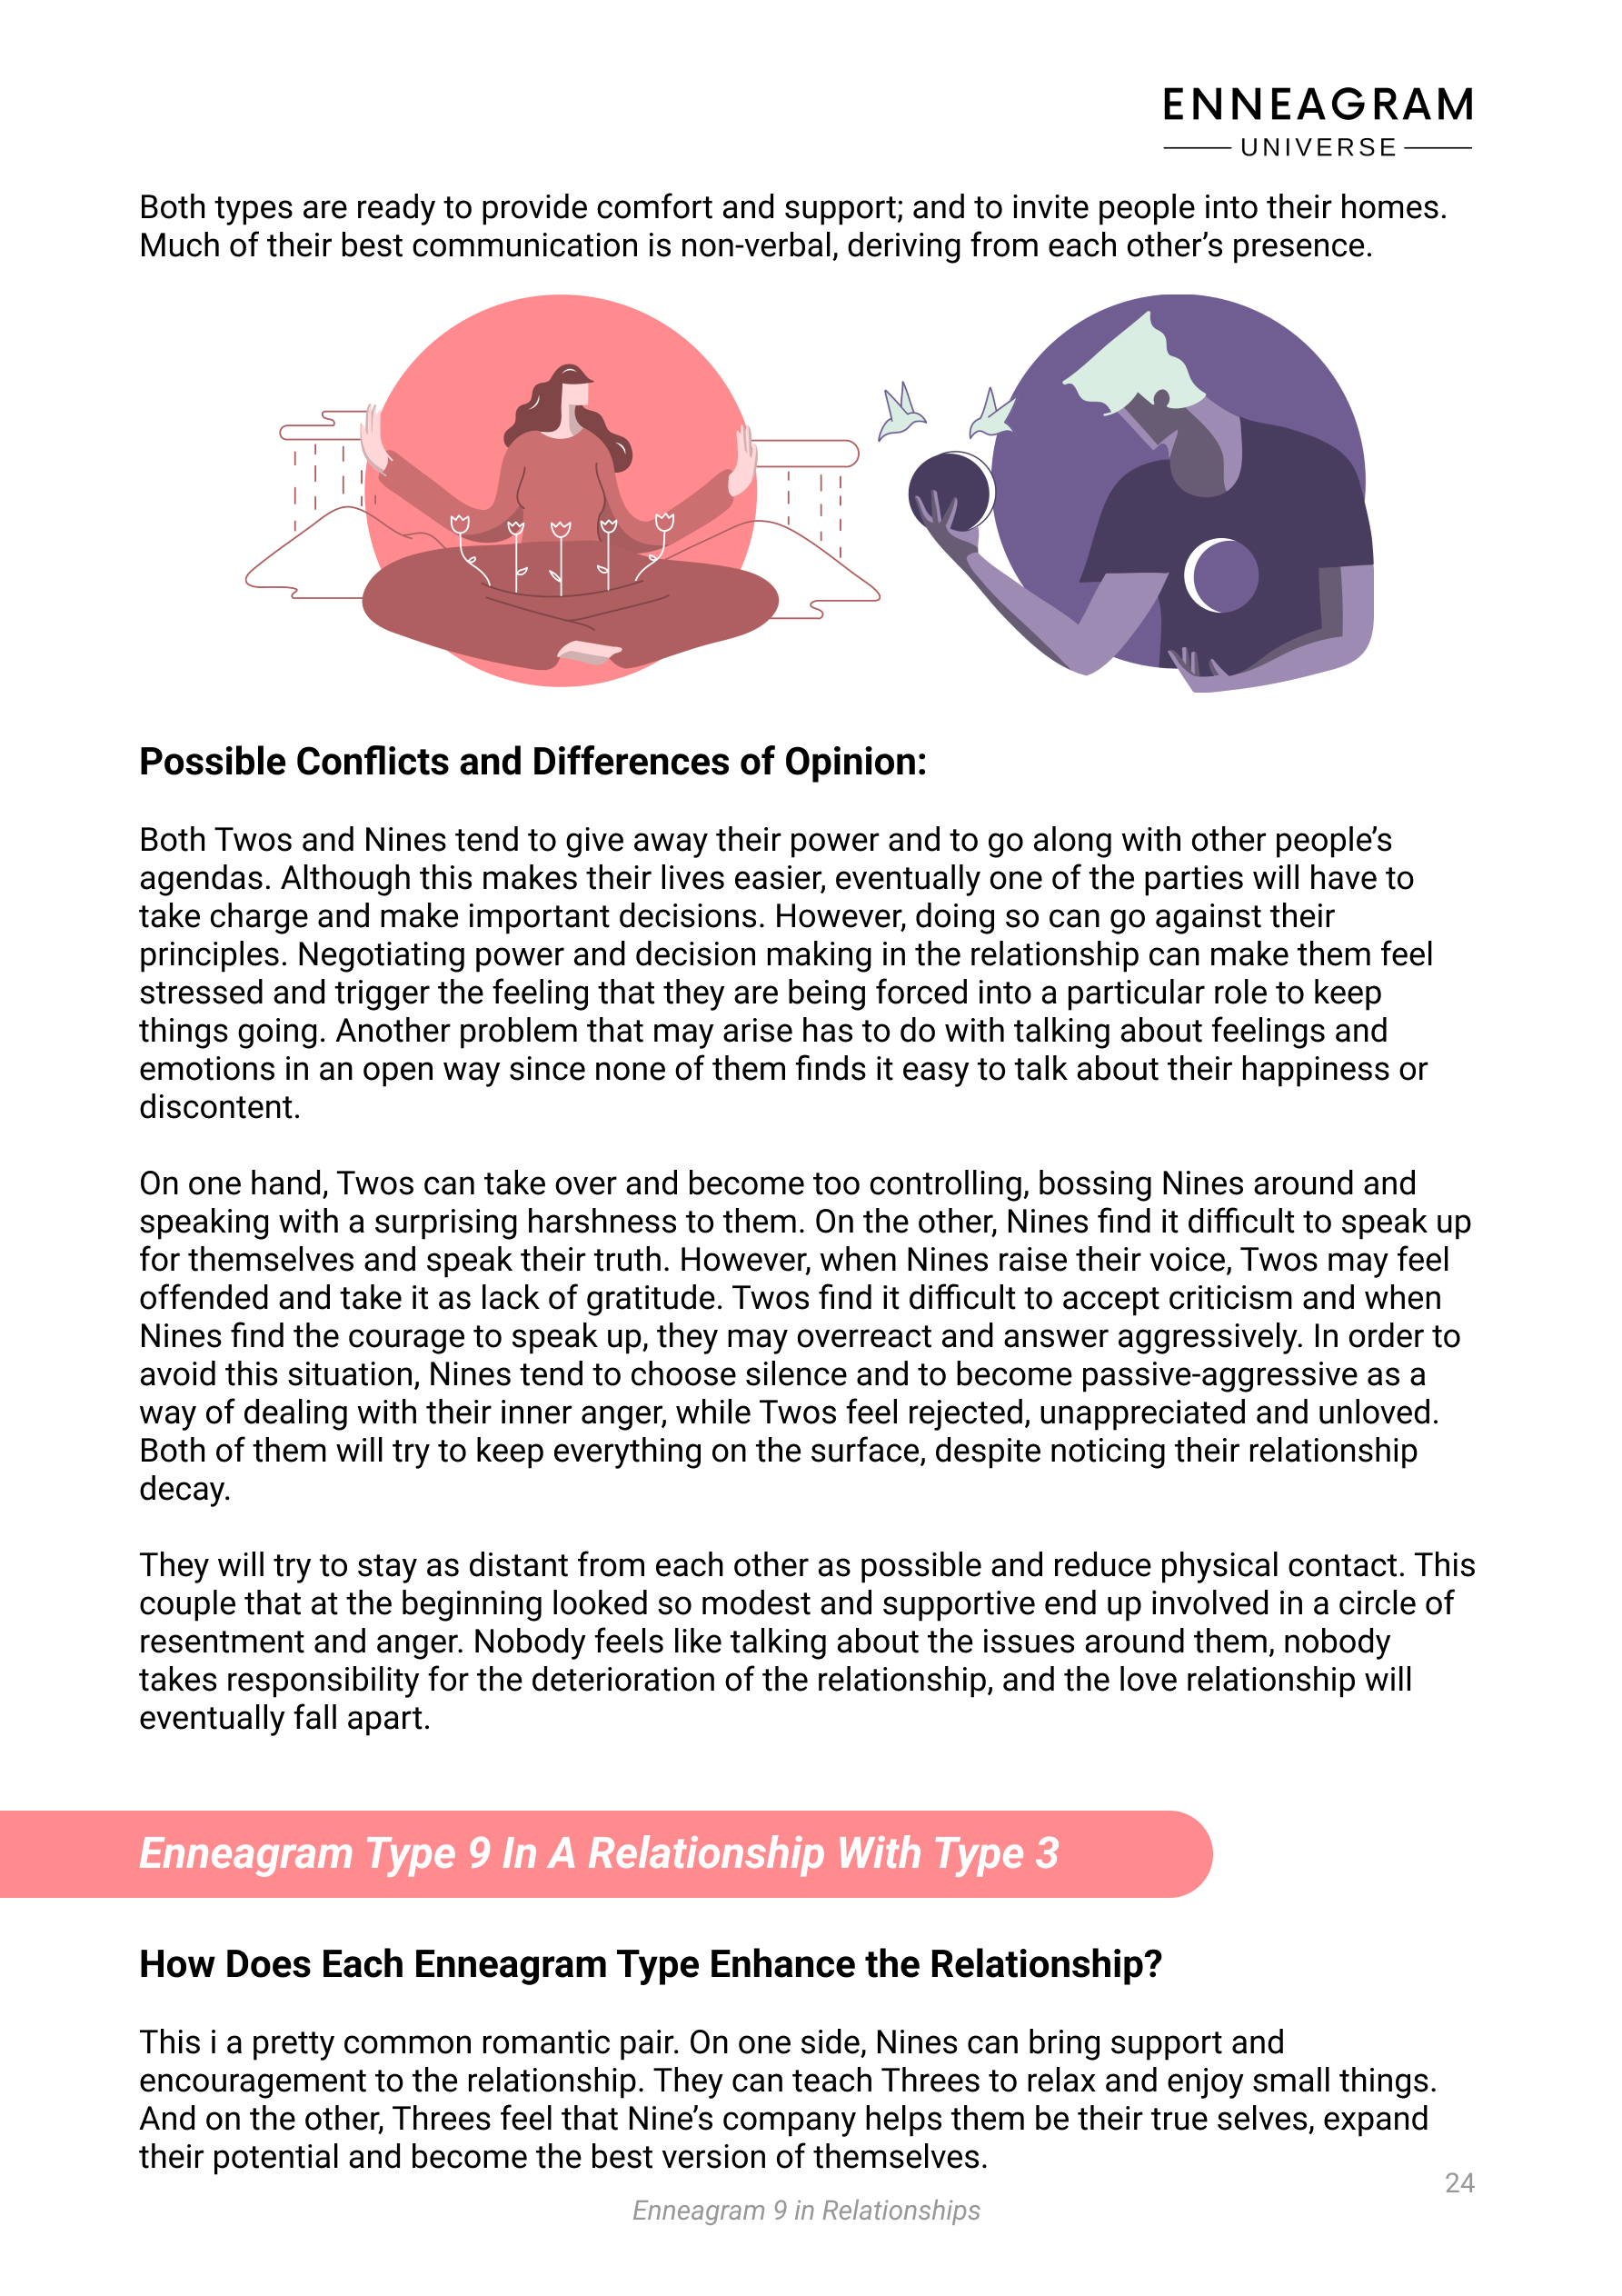 ENNEAGRAM
UNIVERSE
Both types are ready to provide comfort and support; and to invite people into their homes.
Much of their best communication is non-verbal, deriving from each other’s presence.
Possible Conflicts and Differences of Opinion:
Both Twos and Nines tend to give away their power and to go along with other people’s
agendas. Although this makes their lives easier, eventually one of the parties will have to
take charge and make important decisions. However, doing so can go against their
principles. Negotiating power and decision making in the relationship can make them feel
stressed and trigger the feeling that they are being forced into a particular role to keep
things going. Another problem that may arise has to do with talking about feelings and
emotions in an open way since none of them finds it easy to talk about their happiness or
discontent.
On one hand, Twos can take over and become too controlling, bossing Nines around and
speaking with a surprising harshness to them. On the other, Nines find it difficult to speak up
for themselves and speak their truth. However, when Nines raise their voice, Twos may feel
offended and take it as lack of gratitude. Twos find it difficult to accept criticism and when
Nines find the courage to speak up, they may overreact and answer aggressively. In order to
avoid this situation, Nines tend to choose silence and to become passive-aggressive as a
way of dealing with their inner anger, while Twos feel rejected, unappreciated and unloved.
Both of them will try to keep everything on the surface, despite noticing their relationship
decay.
They will try to stay as distant from each other as possible and reduce physical contact. This
couple that at the beginning looked so modest and supportive end up involved in a circle of
resentment and anger. Nobody feels like talking about the issues around them, nobody
takes responsibility for the deterioration of the relationship, and the love relationship will
eventually fall apart.
Enneagram Type 9 In A Relationship With Type 3
How Does Each Enneagram Type Enhance the Relationship?
This i a pretty common romantic pair. On one side, Nines can bring support and
encouragement to the relationship. They can teach Threes to relax and enjoy small things.
And on the other, Threes feel that Nine’s company helps them be their true selves, expand
their potential and become the best version of themselves.
24
Enneagram 9 in Relationships